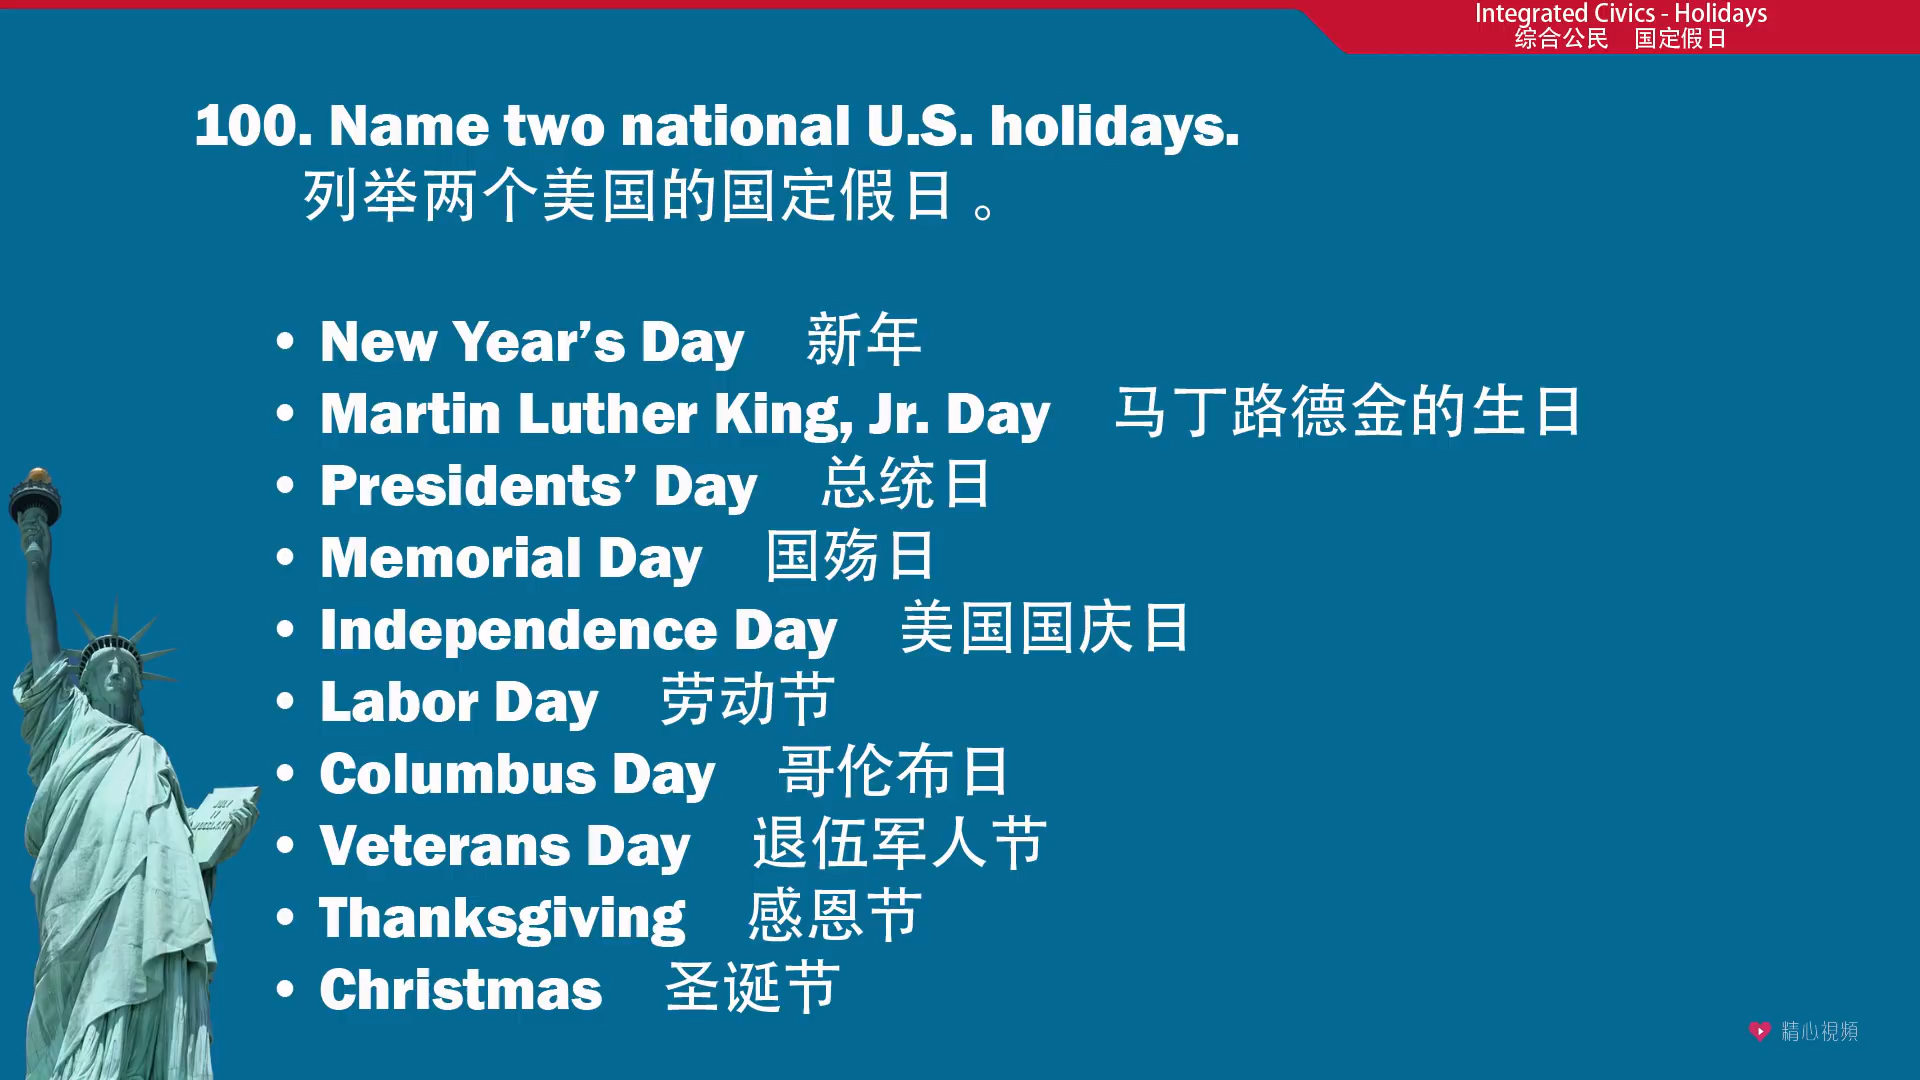 Integrated Civics - Holidays
综合公民 国定假日
100. Name two national U.S. holidays.
列举两个美国的国定假日。
• New Year’s Day 新年
• Martin Luther King, Jr. Day 马丁路德金的生日
• Presidents’ Day 总统日
• Memorial Day 国殇日
• Independence Day 美国国庆日
• Labor Day 劳动节
• Columbus Day 哥伦布日
• Veterans Day 退伍军人节
• Thanksgiving 感恩节
• Christmas 圣诞节
JULY
IV
精心視頻